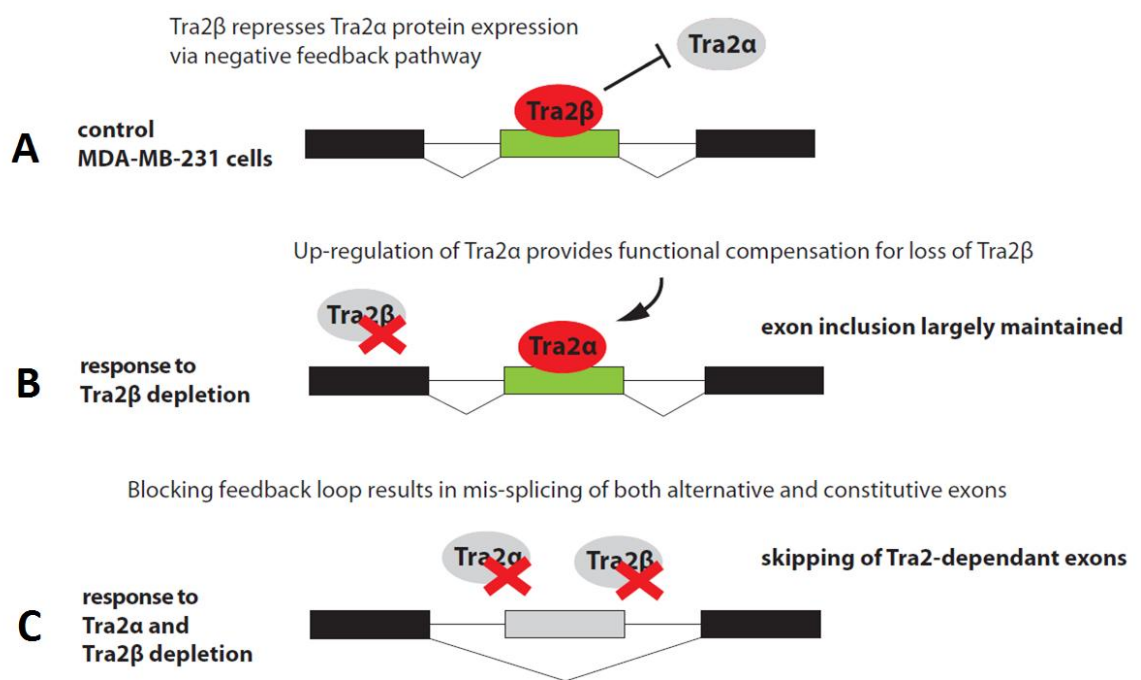 Tra2β represses Tra2α protein expression
via negative feedback pathway
Tra2α
Tra2β
A
control
MDA-MB-231 cells
Up-regulation of Tra2α provides functional compensation for loss of Tra2β
Tra2β
Tra2α
exon inclusion largely maintained
B
response to
Tra2β depletion
Blocking feedback loop results in mis-splicing of both alternative and constitutive exons
Tra2α
Tra2β
skipping of Tra2-dependant exons
C
response to
Tra2α and
Tra2β depletion